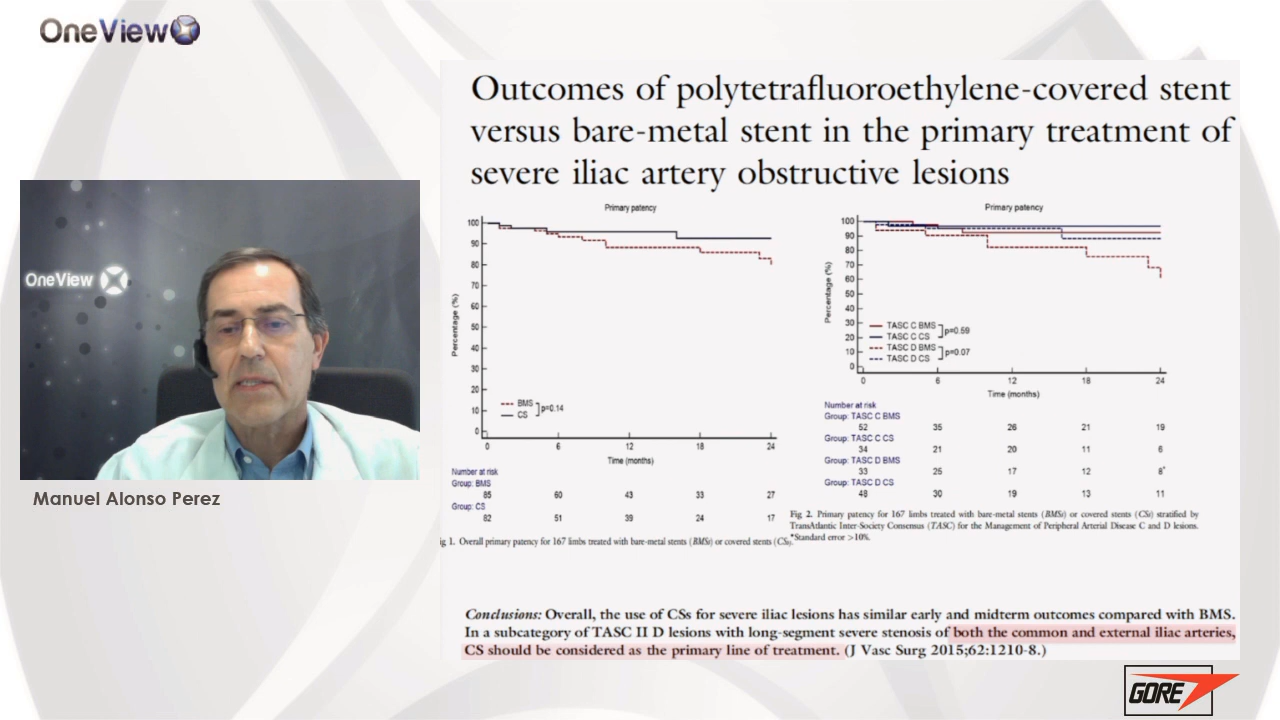 OneView
Outcomes of polytetrafluoroethylene-covered stent
versus bare-metal stent in the primary treatment of
severe iliac artery obstructive lesions
OneView
Manuel Alonso Perez
Primary patency
100
90
80
70
60
50
40
30
20
10
0
Percentage (%)
BMS
CS
p=0.14
0 6 12 18 24
Time (months)
Number at risk
Group: BMS
85 60 43 33 27
Group: CS
82 51 39 24 17
ig 1. Overall primary patency for 167 limbs treated with bare-metal stents (BMSs) or covered stents (CSs).
Primary patency
100
90
80
70
60
50
40
30
20
10
0
Percentage (%)
TASC C BMS
TASC C CS
p=0.59
TASC D BMS
TASC D CS
p=0.07
0 6 12 18 24
Time (months)
Number at risk
Group: TASC C BMS
52 35 26 21 19
Group: TASC C CS
34 21 20 11 6
Group: TASC D BMS
33 25 17 12 8*
Group: TASC D CS
48 30 19 13 11
Fig 2. Primary patency for 167 limbs treated with bare-metal stents (BMSs) or covered stents (CSs) stratified by
TransAtlantic Inter-Society Consensus (TASC) for the Management of Peripheral Arterial Disease C and D lesions.
*Standard error >10%.
Conclusions: Overall, the use of CSs for severe iliac lesions has similar early and midterm outcomes compared with BMS.
In a subcategory of TASC II D lesions with long-segment severe stenosis of both the common and external iliac arteries,
CS should be considered as the primary line of treatment. (J Vasc Surg 2015;62:1210-8.)
GORE